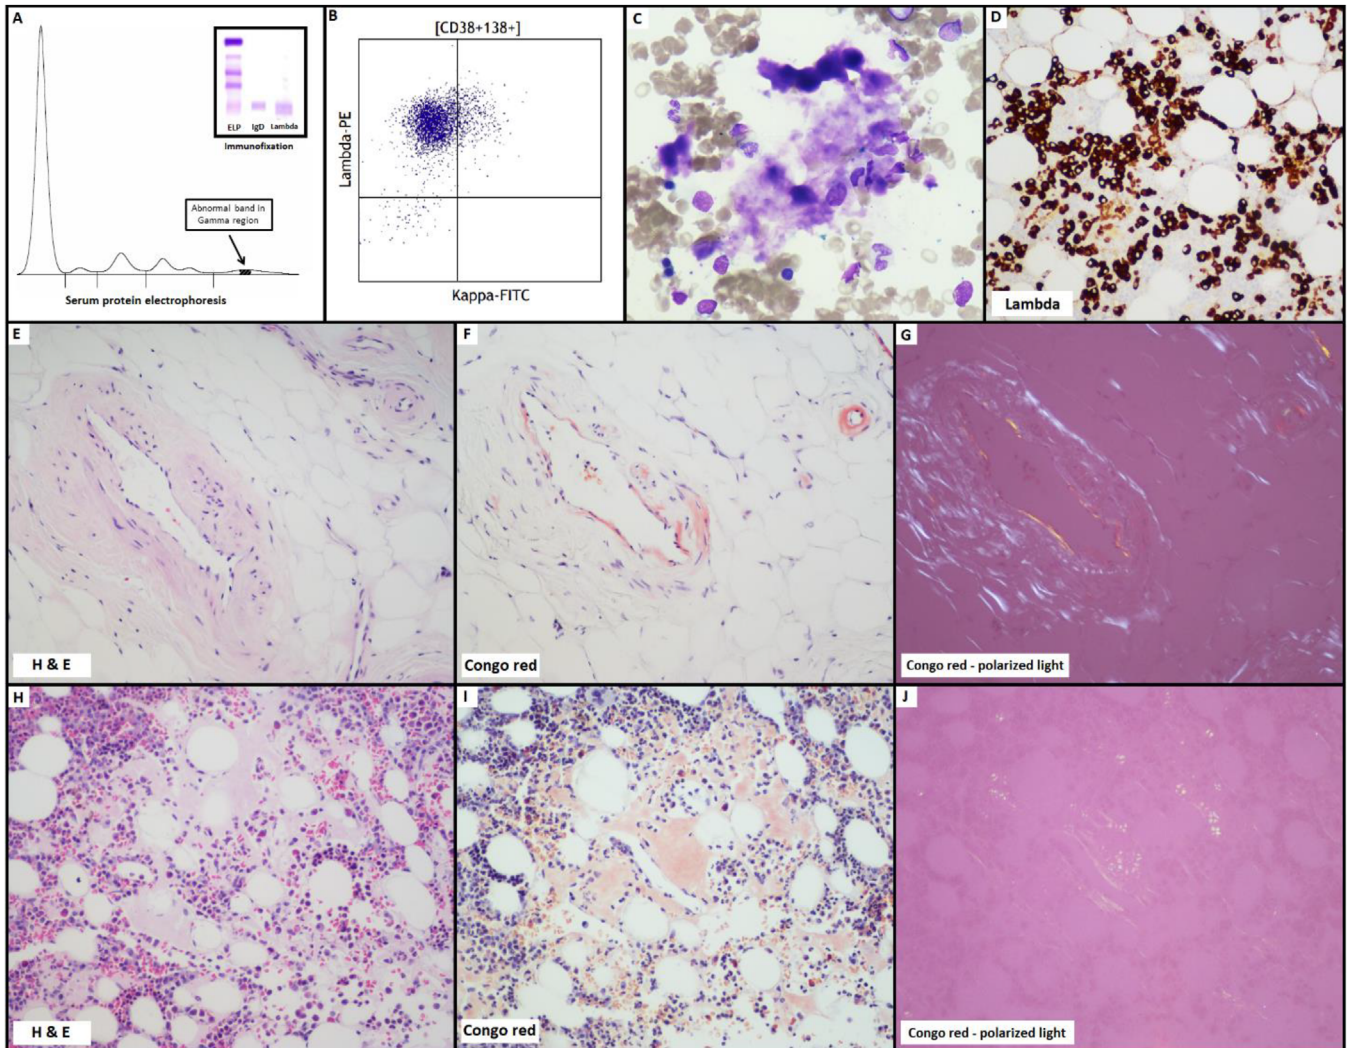 A
ELP IgD Lambda
Immunofixation
Abnormal band in
Gamma region
Serum protein electrophoresis
B
[CD38+138+]
Lambda-PE
Kappa-FITC
C
D
Lambda
E
H & E
F
Congo red
G
Congo red - polarized light
H
H & E
I
Congo red
J
Congo red - polarized light